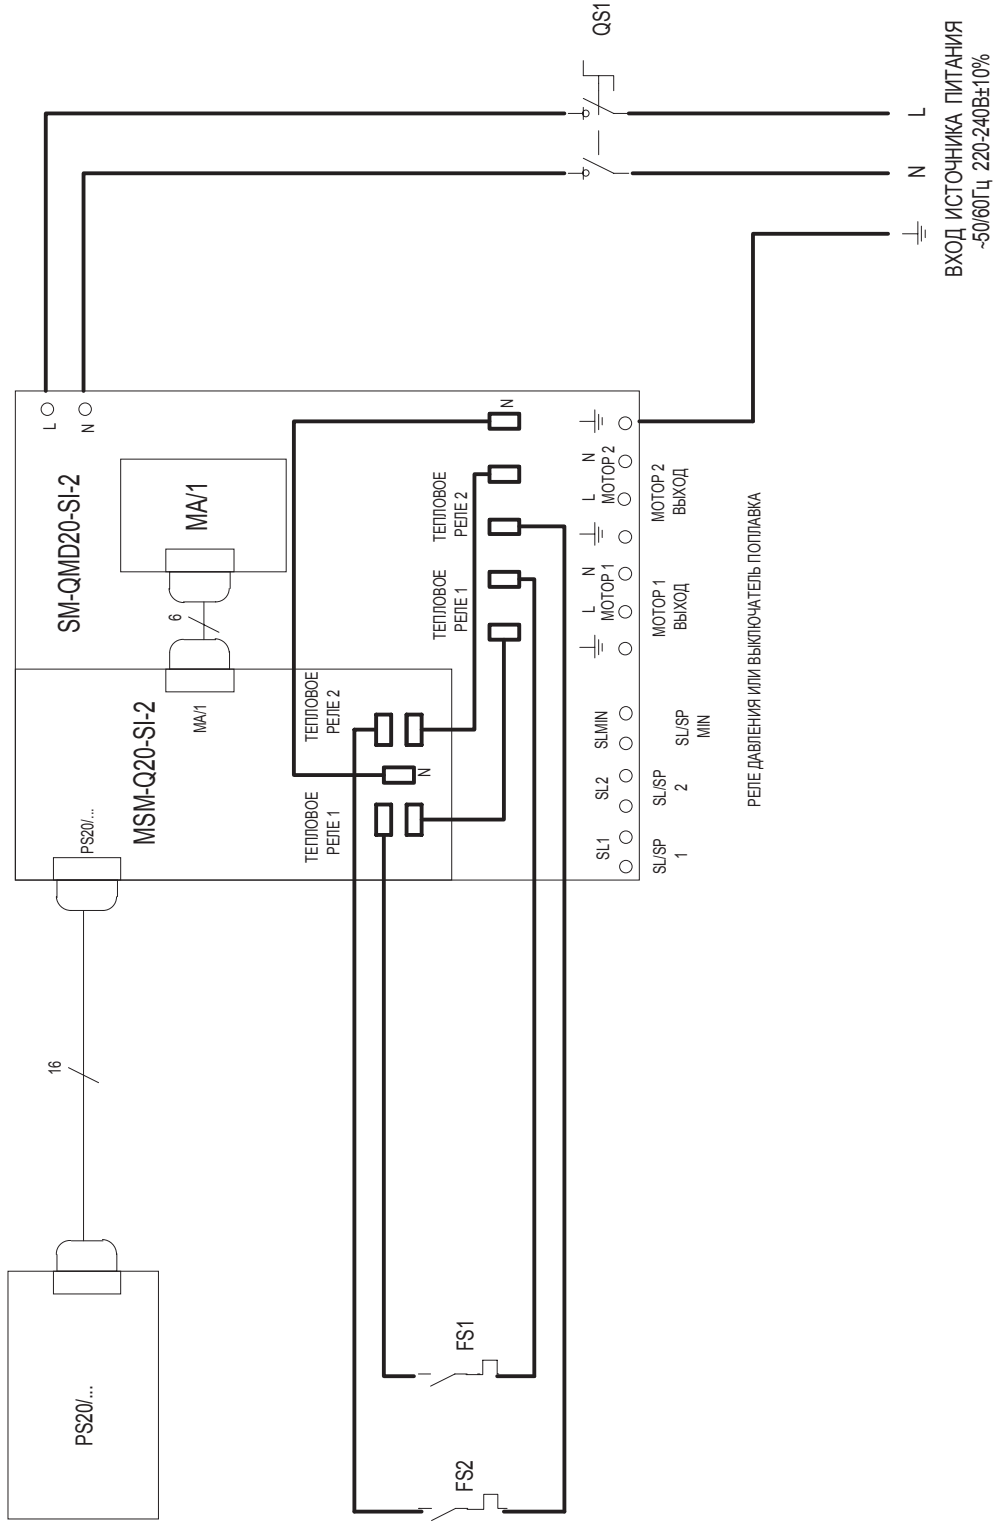 PS20/...
16
PS20/...
MSM-Q20-SI-2
MA/1
6
SM-QMD20-SI-2
MA/1
L
N
QS1
ТЕПЛОВОЕ
РЕЛЕ 1
N
ТЕПЛОВОЕ
РЕЛЕ 2
FS2
FS1
ТЕПЛОВОЕ
РЕЛЕ 1
ТЕПЛОВОЕ
РЕЛЕ 2
N
SL1
SL2
SLMIN
L
N
МОТОР 1
L
N
МОТОР 2
SL/SP
1
SL/SP
2
SL/SP
MIN
МОТОР 1
ВЫХОД
МОТОР 2
ВЫХОД
РЕЛЕ ДАВЛЕНИЯ ИЛИ ВЫКЛЮЧАТЕЛЬ ПОПЛАВКА
N
L
ВХОД ИСТОЧНИКА ПИТАНИЯ
~50/60Гц 220-240В±10%